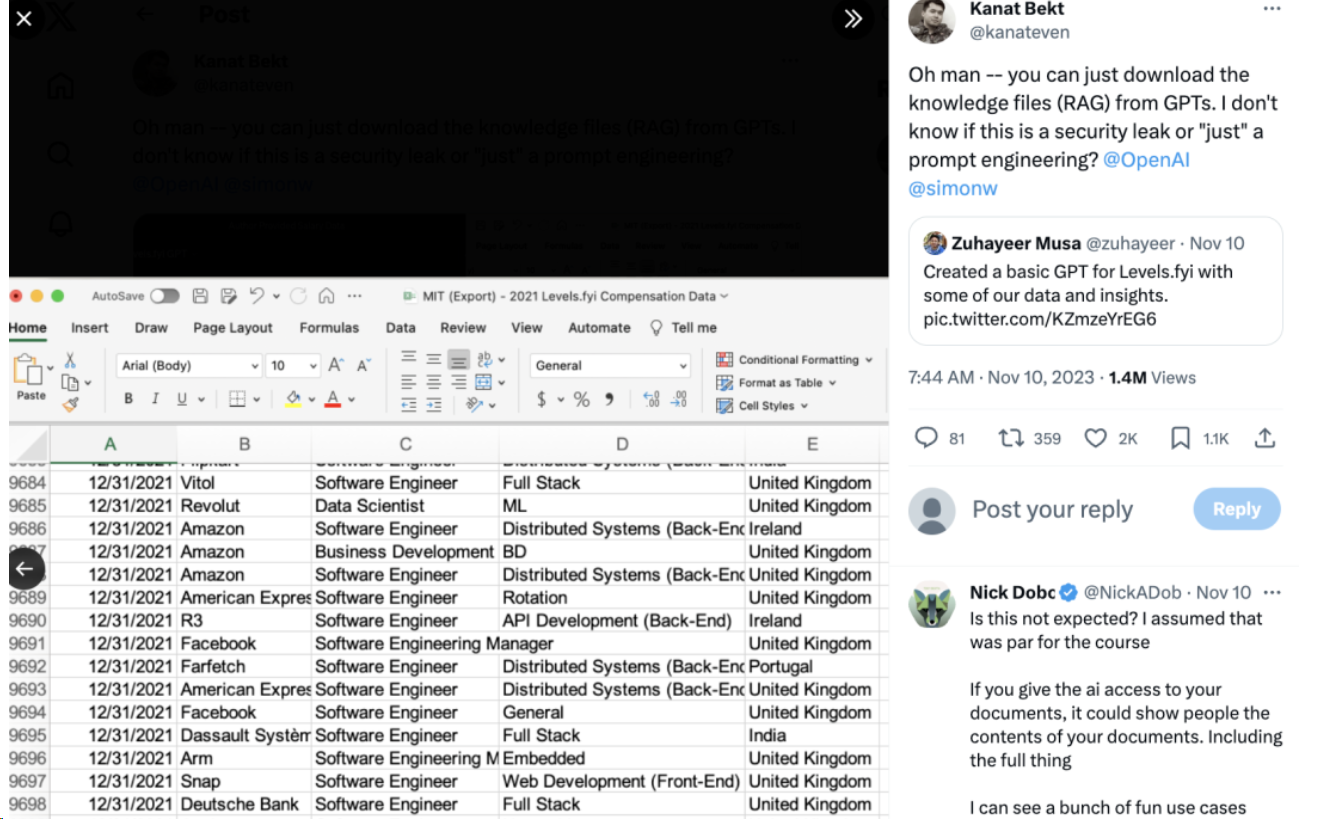 Post
Kanat Bekt
@kanateven
Oh man -- you can just download the knowledge files (RAG) from GPTs. I
don't know if this is a security leak or "just" a prompt engineering?
@OpenAI @simonw
AutoSave
MIT (Export) - 2021 Levels.fyi Compensation Data
Home Insert Draw Page Layout Formulas Data Review View Automate Tell me
Paste
Arial (Body) 10
B I U
General
$ %
Conditional Formatting
Format as Table
Cell Styles
A B C D E
9684 12/31/2021 Vitol Software Engineer Full Stack United Kingdom
9685 12/31/2021 Revolut Data Scientist ML United Kingdom
9686 12/31/2021 Amazon Software Engineer Distributed Systems (Back-End Ireland
12/31/2021 Amazon Business Development BD United Kingdom
12/31/2021 Amazon Software Engineer Distributed Systems (Back-End United Kingdom
9689 12/31/2021 American Expres Software Engineer Rotation United Kingdom
9690 12/31/2021 R3 Software Engineer API Development (Back-End) Ireland
9691 12/31/2021 Facebook Software Engineering Manager United Kingdom
9692 12/31/2021 Farfetch Software Engineer Distributed Systems (Back-End Portugal
9693 12/31/2021 American Expres Software Engineer Distributed Systems (Back-End United Kingdom
9694 12/31/2021 Facebook Software Engineer General United Kingdom
9695 12/31/2021 Dassault Systèm Software Engineer Full Stack India
9696 12/31/2021 Arm Software Engineering M Embedded United Kingdom
9697 12/31/2021 Snap Software Engineer Web Development (Front-End) United Kingdom
9698 12/31/2021 Deutsche Bank Software Engineer Full Stack United Kingdom
Kanat Bekt
@kanateven
Oh man -- you can just download the
knowledge files (RAG) from GPTs. I don't
know if this is a security leak or "just" a
prompt engineering? @OpenAI
@simonw
Zuhayeer Musa @zuhayeer · Nov 10
Created a basic GPT for Levels.fyi with
some of our data and insights.
pic.twitter.com/KZmzeYrEG6
7:44 AM · Nov 10, 2023 · 1.4M Views
81 359 2K 1.1K
Post your reply
Reply
Nick Dobc @NickADob · Nov 10
Is this not expected? I assumed that
was par for the course
If you give the ai access to your
documents, it could show people the
contents of your documents. Including
the full thing
I can see a bunch of fun use cases